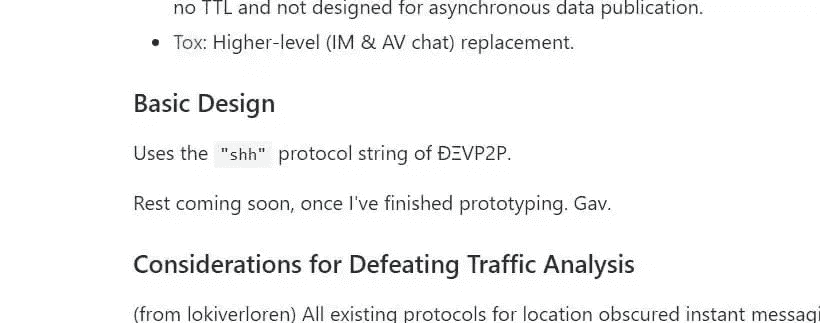 no TTL and not designed for asynchronous data publication.
• Tox: Higher-level (IM & AV chat) replacement.
Basic Design
Uses the "shh" protocol string of ÐΞVP2P.
Rest coming soon, once I've finished prototyping. Gav.
Considerations for Defeating Traffic Analysis
(from lokiverloren) All existing protocols for location obscured instant messagi